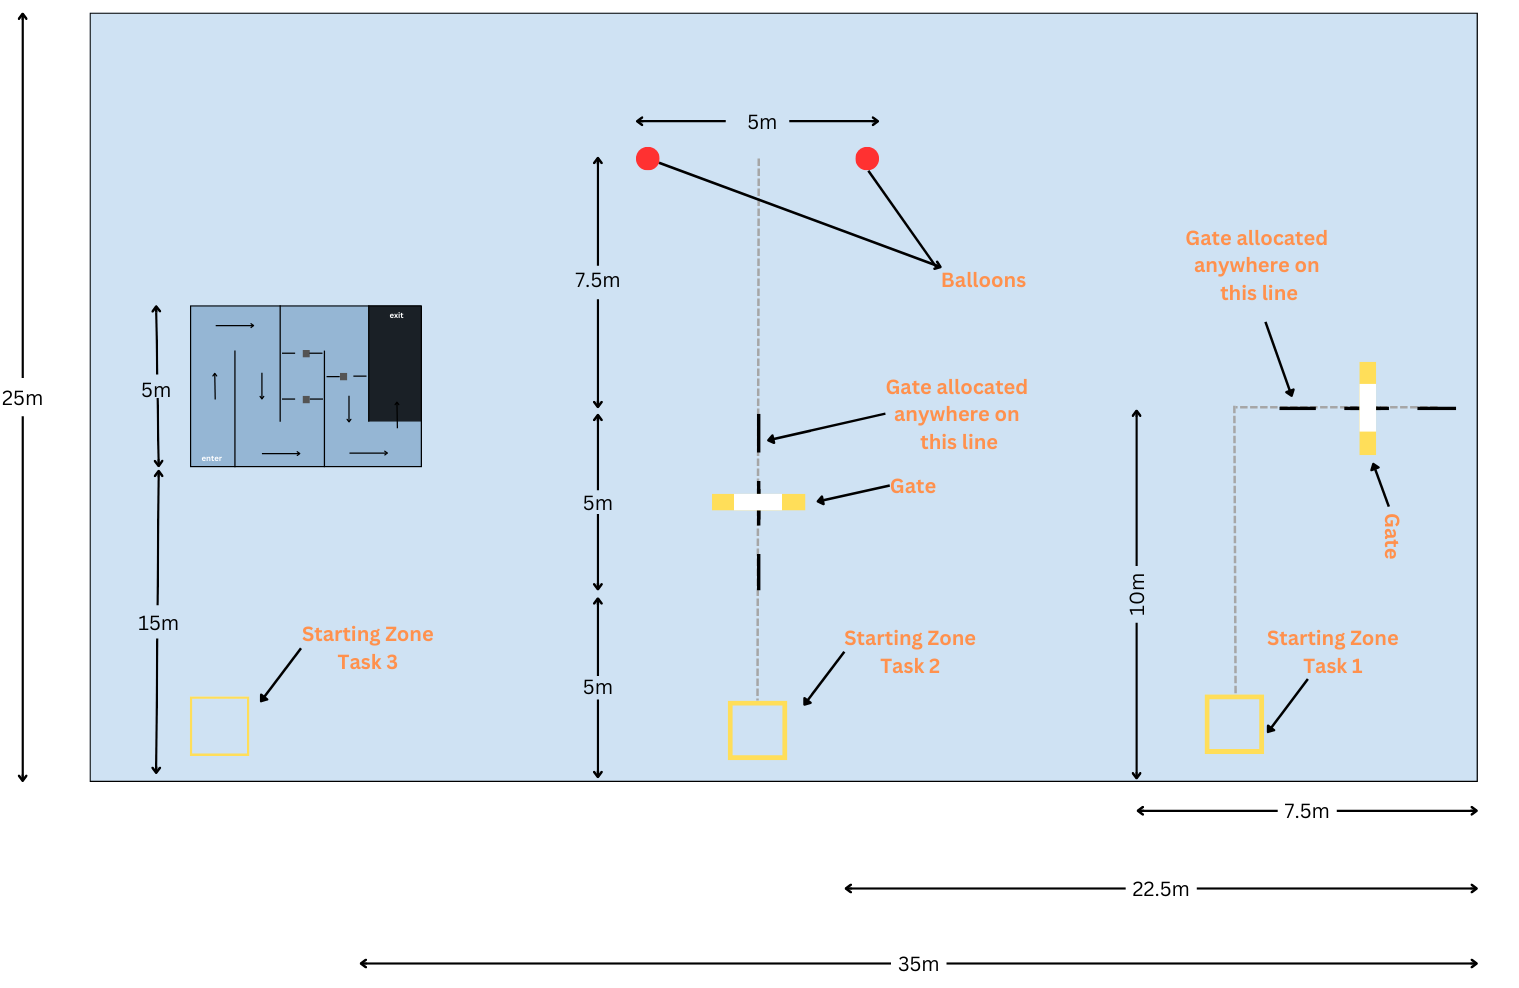 5m
Balloons
7.5m
Gate allocated
anywhere on
this line
exit
enter
5m
25m
Gate allocated
anywhere on
this line
Gate
5m
Gate
10m
15m
Starting Zone
Task 3
Starting Zone
Task 2
Starting Zone
Task 1
5m
7.5m
22.5m
35m